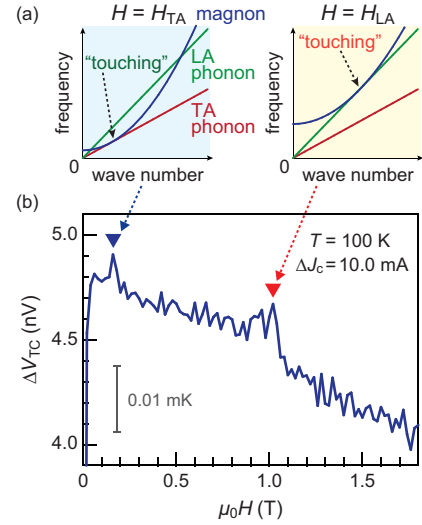 (a)
H = H_TA magnon
H = H_LA
frequency
"touching"
LA
phonon
TA
phonon
0
wave number
frequency
"touching"
0
wave number
(b)
5.0
4.5
4.0
ΔV_TC (nV)
T = 100 K
ΔJ_c = 10.0 mA
0.01 mK
0
0.5
1.0
1.5
μ₀H (T)